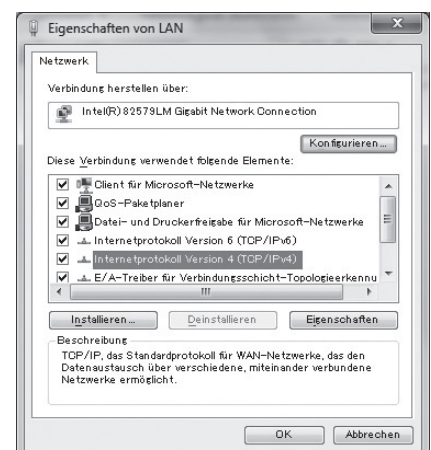 Eigenschaften von LAN
x
Netzwerk
Verbindung herstellen über:
Intel(R) 82579LM Gigabit Network Connection
Konfigurieren...
Diese Verbindung verwendet folgende Elemente:
Client für Microsoft-Netzwerke
QoS-Paketplaner
Datei- und Druckerfreigabe für Microsoft-Netzwerke
Internetprotokoll Version 6 (TCP/IPv6)
Internetprotokoll Version 4 (TCP/IPv4)
E/A-Treiber für Verbindungsschicht-Topologieerkennu
Installieren...
Deinstallieren
Eigenschaften
Beschreibung
TCP/IP, das Standardprotokoll für WAN-Netzwerke, das den
Datenaustausch über verschiedene, miteinander verbundene
Netzwerke ermöglicht.
OK
Abbrechen